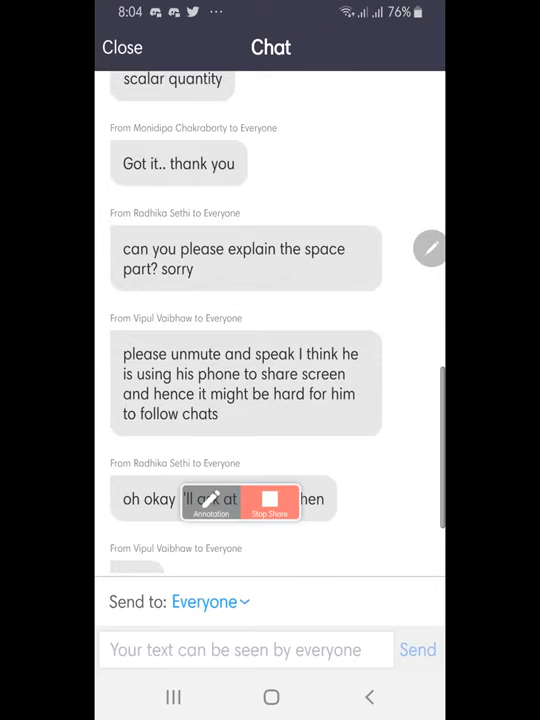 8:04 ... 76%
Close Chat
scalar quantity
From Monidipa Chakraborty to Everyone
Got it.. thank you
From Radhika Sethi to Everyone
can you please explain the space
part? sorry
From Vipul Vaibhaw to Everyone
please unmute and speak I think he
is using his phone to share screen
and hence it might be hard for him
to follow chats
From Radhika Sethi to Everyone
oh okay 'll at hen
Annotation Stop Share
From Vipul Vaibhaw to Everyone
Send to: Everyone
Your text can be seen by everyone Send